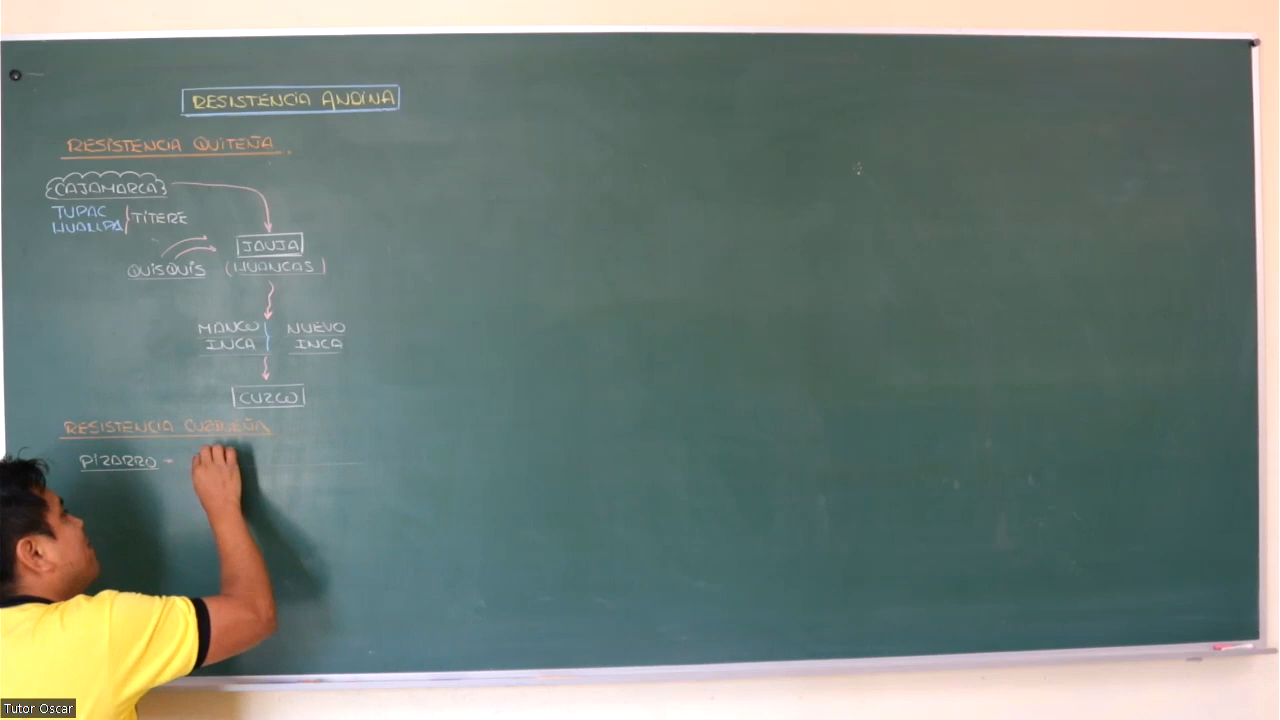 RESISTENCIA ANDINA
RESISTENCIA QUITEÑA
CAJAMARCA
TUPAC
HUALLPA / TÍTERE
JAUJA
QUISQUIS (HUANCAS)
MANCO NUEVO
INCA INCA
CUZCO
RESISTENCIA CUZQUEÑA
PIZARRO -
Tutor Oscar